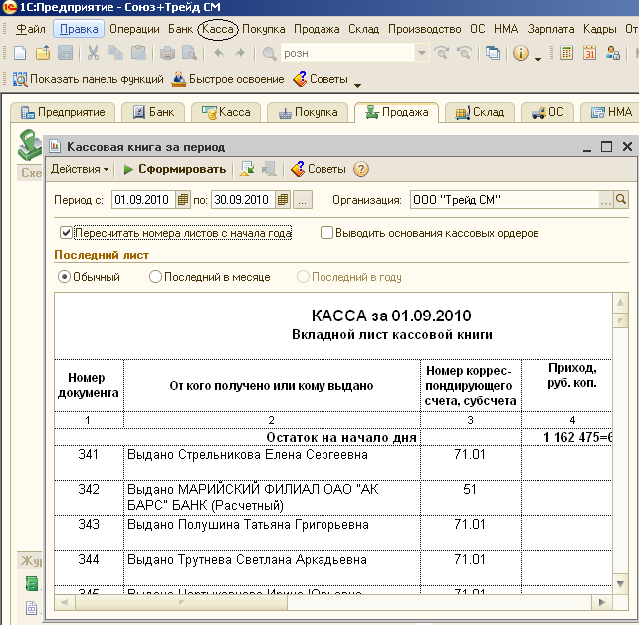 1С:Предприятие - Союз+Трейд СМ
Файл Правка Операции Банк Касса Покупка Продажа Склад Производство ОС НМА Зарплата Кадры От
розн
Показать панель функций Быстрое освоение Советы
Предприятие Банк Касса Покупка Продажа Склад ОС НМА
Схе
Кассовая книга за период
Действия Сформировать Советы
Период с: 01.09.2010 по: 30.09.2010 ... Организация: ООО "Трейд СМ" ...
Пересчитать номера листов с начала года Выводить основания кассовых ордеров
Последний лист
Обычный Последний в месяце Последний в году
КАССА за 01.09.2010
Вкладной лист кассовой книги
Номер документа От кого получено или кому выдано Номер коррес-пондирующего счета, субсчета Приход, руб. коп.
1 2 3 4
Остаток на начало дня 1 162 475=6
341 Выдано Стрельникова Елена Сергеевна 71.01
342 Выдано МАРИЙСКИЙ ФИЛИАЛ ОАО "АК 51
БАРС" БАНК (Расчетный)
343 Выдано Полушина Татьяна Григорьевна 71.01
344 Выдано Трутнева Светлана Аркадьевна 71.01
345 Выдано
Жур